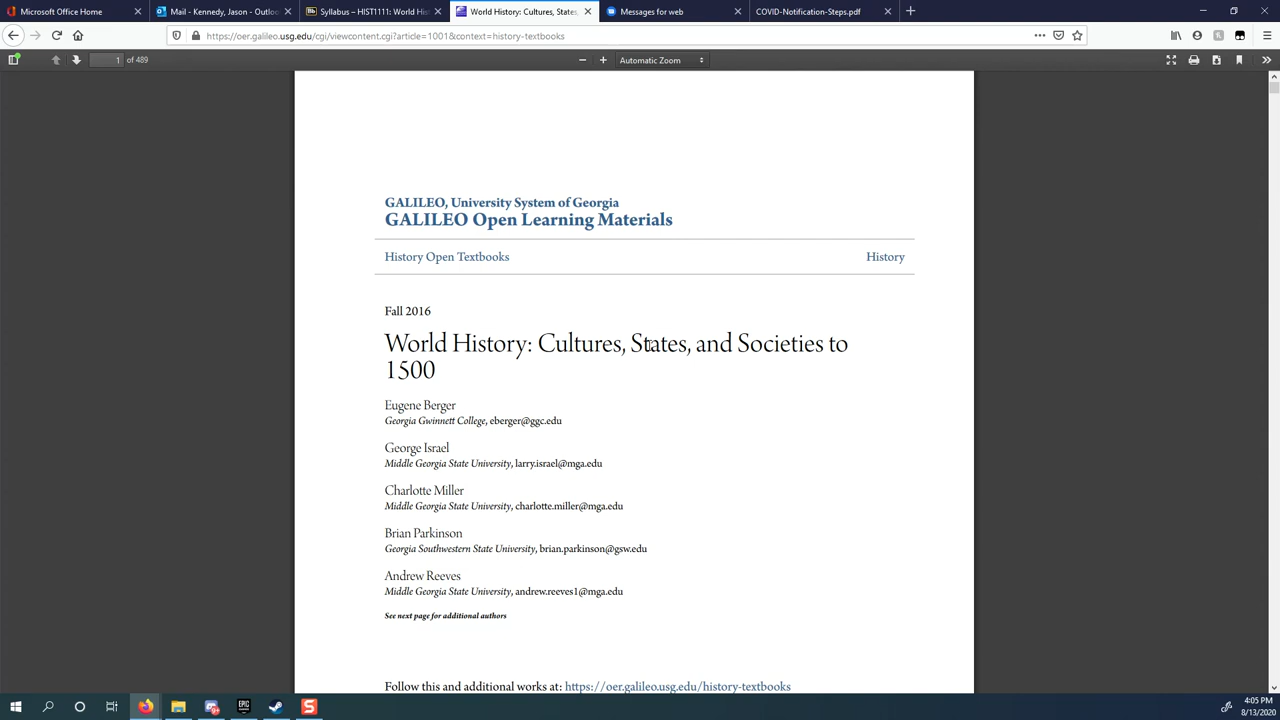 Microsoft Office Home
Mail - Kennedy, Jason - Outloo
Syllabus – HIST1111: World His
World History: Cultures, States,
Messages for web
COVID-Notification-Steps.pdf
https://oer.galileo.usg.edu/cgi/viewcontent.cgi?article=1001&context=history-textbooks
1 of 489
Automatic Zoom
GALILEO, University System of Georgia
GALILEO Open Learning Materials
History Open Textbooks
History
Fall 2016
World History: Cultures, States, and Societies to
1500
Eugene Berger
Georgia Gwinnett College, eberger@ggc.edu
George Israel
Middle Georgia State University, larry.israel@mga.edu
Charlotte Miller
Middle Georgia State University, charlotte.miller@mga.edu
Brian Parkinson
Georgia Southwestern State University, brian.parkinson@gsw.edu
Andrew Reeves
Middle Georgia State University, andrew.reeves1@mga.edu
See next page for additional authors
Follow this and additional works at: https://oer.galileo.usg.edu/history-textbooks
EPIC
S
4:05 PM
8/13/2020